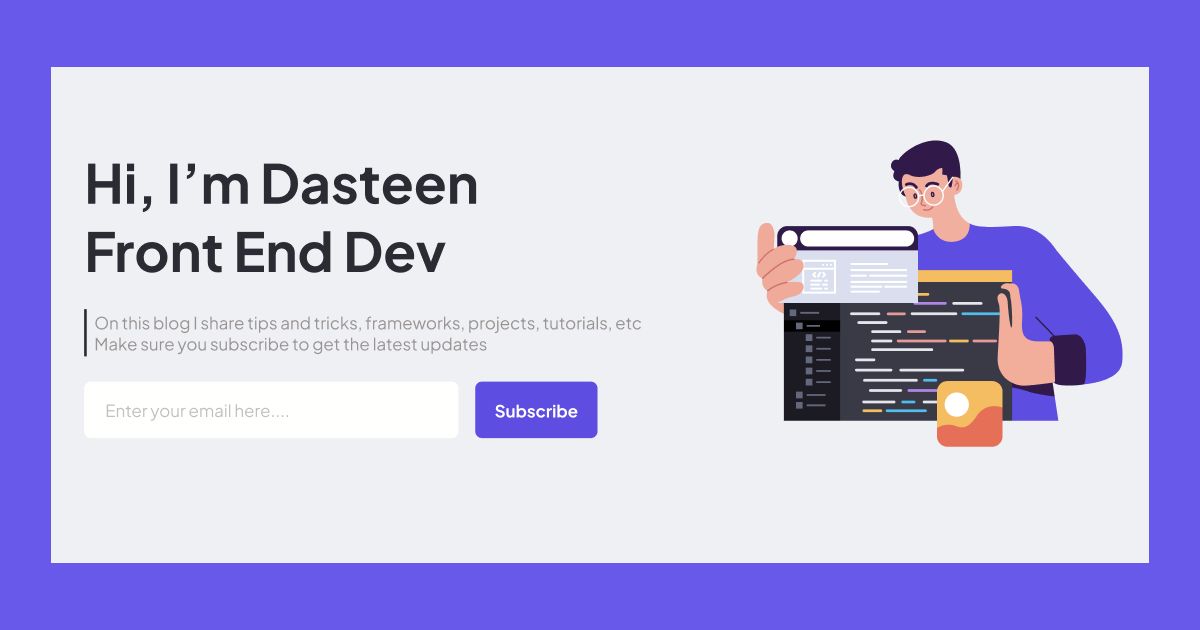 Hi, I’m Dasteen
Front End Dev
On this blog I share tips and tricks, frameworks, projects, tutorials, etc
Make sure you subscribe to get the latest updates
Enter your email here....
Subscribe